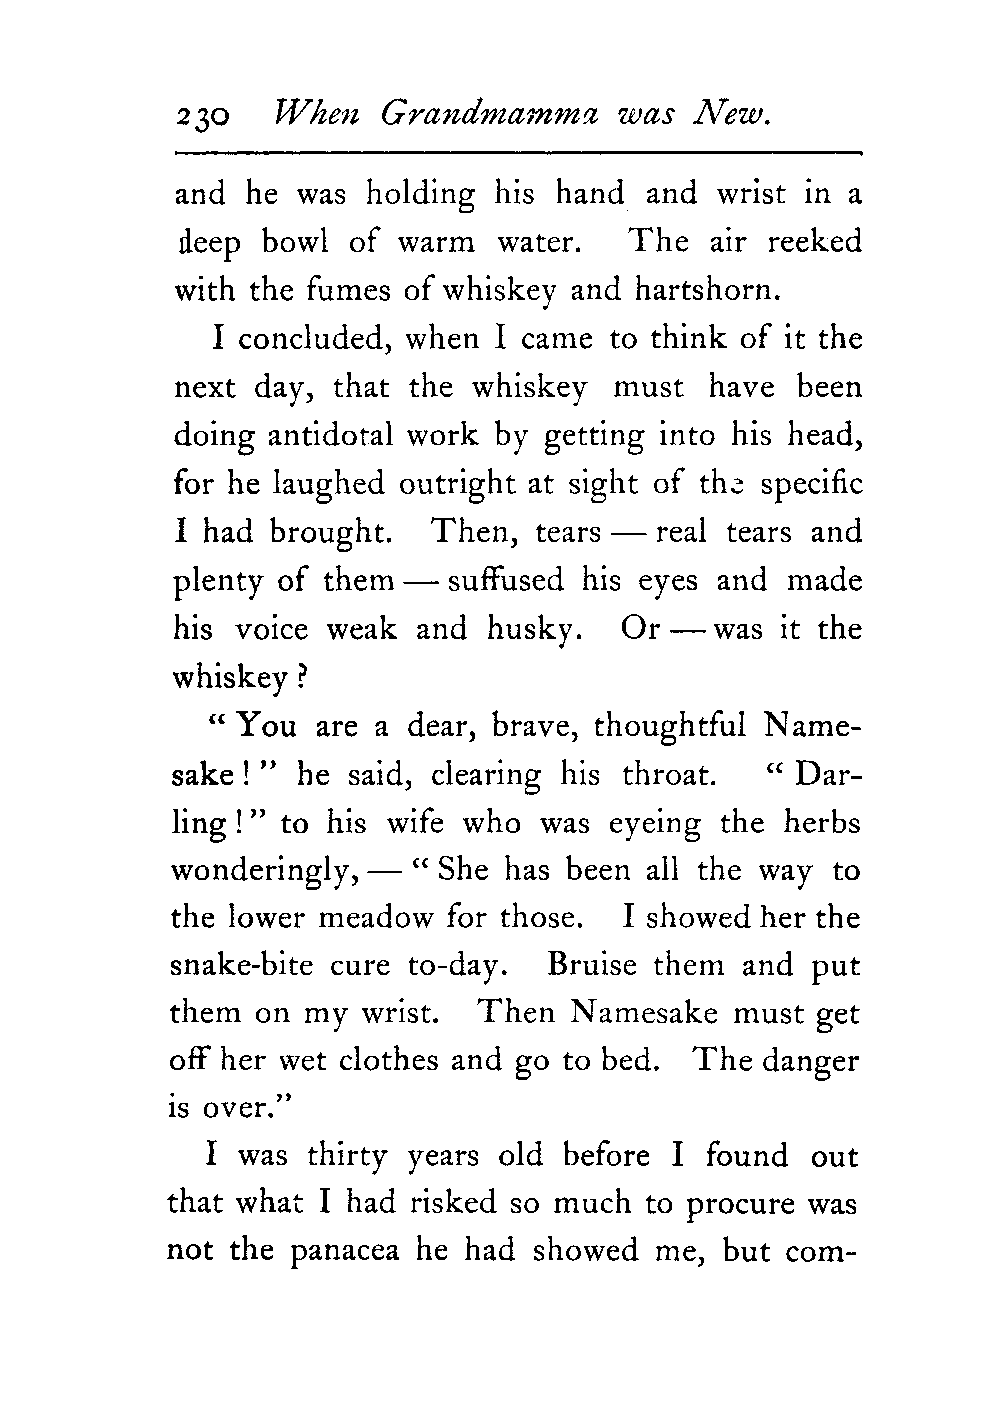 230 When Grandmamma was New.
and he was holding his hand and wrist in a
deep bowl of warm water. The air reeked
with the fumes of whiskey and hartshorn.
I concluded, when I came to think of it the
next day, that the whiskey must have been
doing antidotal work by getting into his head,
for he laughed outright at sight of the specific
I had brought. Then, tears — real tears and
plenty of them — suffused his eyes and made
his voice weak and husky. Or — was it the
whiskey?
“You are a dear, brave, thoughtful Name-
sake!” he said, clearing his throat. “Dar-
ling!” to his wife who was eyeing the herbs
wonderingly, — “She has been all the way to
the lower meadow for those. I showed her the
snake-bite cure to-day. Bruise them and put
them on my wrist. Then Namesake must get
off her wet clothes and go to bed. The danger
is over.”
I was thirty years old before I found out
that what I had risked so much to procure was
not the panacea he had showed me, but com-